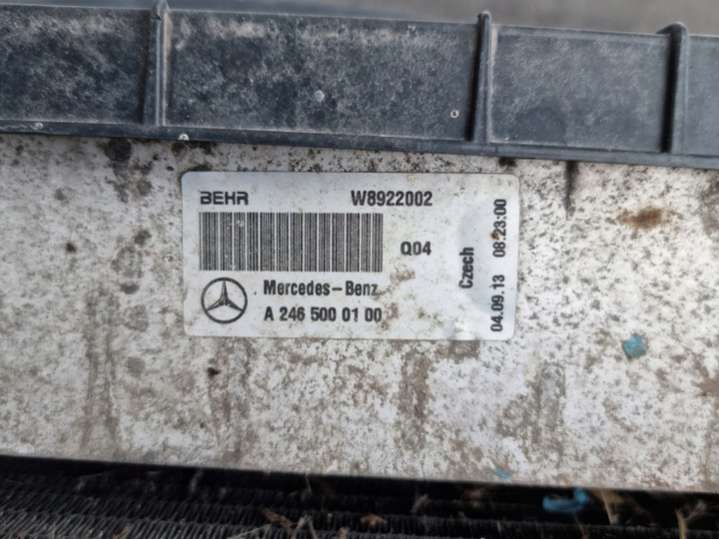 BEHR W8922002
Q04
Mercedes-Benz
A 246 500 01 00
Czech
04.09.13 08:23:00